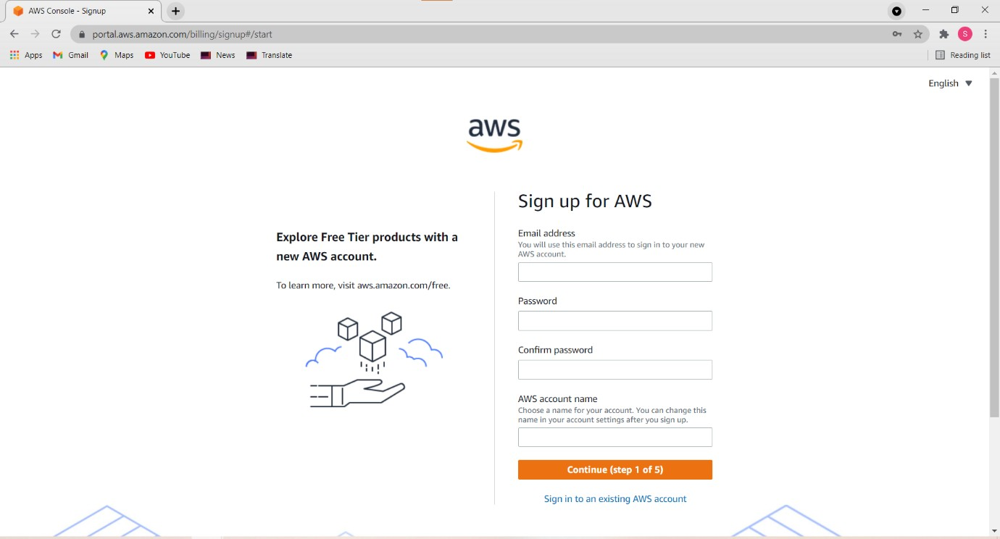 AWS Console - Signup
portal.aws.amazon.com/billing/signup#/start
S
Apps
Gmail
Maps
YouTube
News
Translate
Reading list
English
aws
Explore Free Tier products with a
new AWS account.
To learn more, visit aws.amazon.com/free.
Sign up for AWS
Email address
You will use this email address to sign in to your new
AWS account.
Password
Confirm password
AWS account name
Choose a name for your account. You can change this
name in your account settings after you sign up.
Continue (step 1 of 5)
Sign in to an existing AWS account